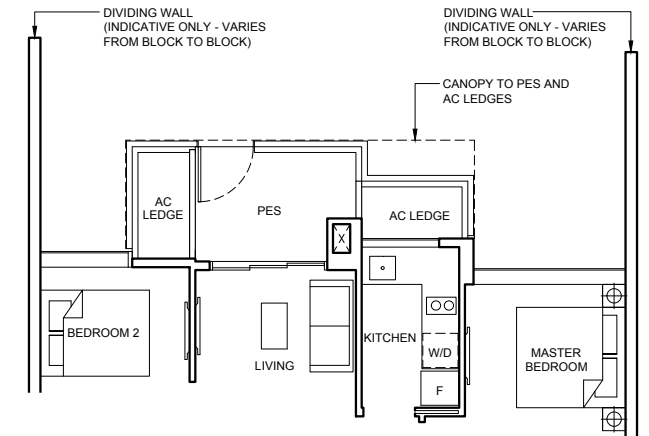 DIVIDING WALL
(INDICATIVE ONLY - VARIES
FROM BLOCK TO BLOCK)
DIVIDING WALL
(INDICATIVE ONLY - VARIES
FROM BLOCK TO BLOCK)
CANOPY TO PES AND
AC LEDGES
AC
LEDGE
PES
AC LEDGE
X
BEDROOM 2
LIVING
KITCHEN
W/D
F
MASTER
BEDROOM